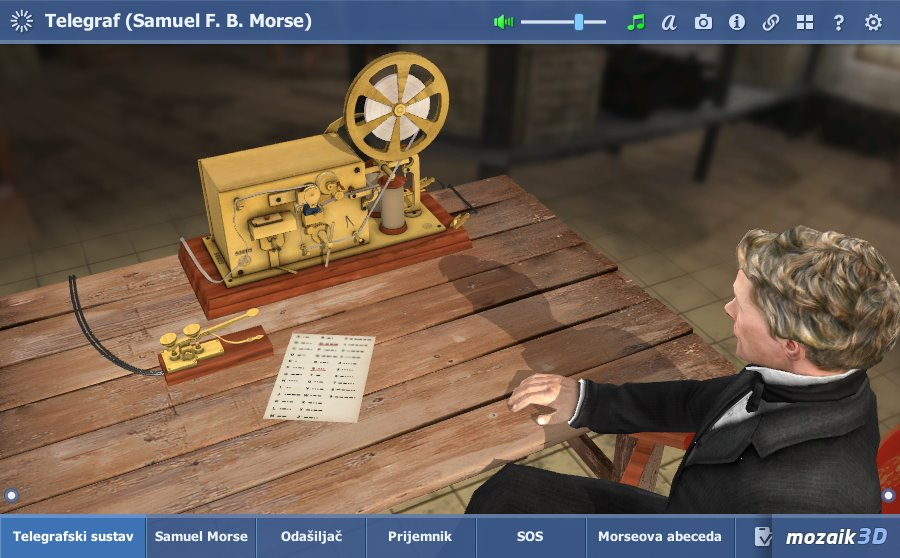 Telegraf (Samuel F. B. Morse)
Telegrafski sustav
Samuel Morse
Odašiljač
Prijemnik
SOS
Morseova abeceda
mozaik3D